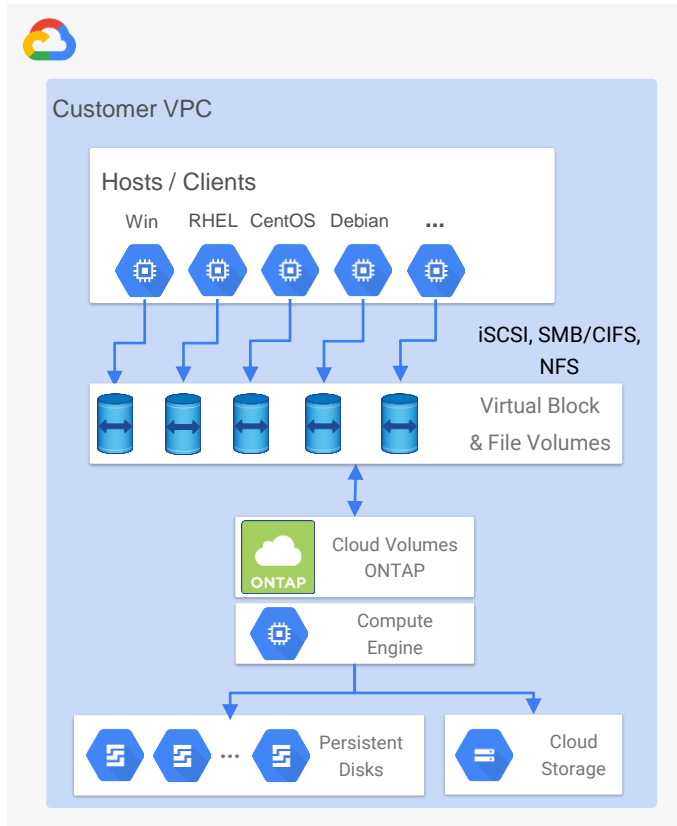 Customer VPC
Hosts / Clients
Win RHEL CentOS Debian ...
iSCSI, SMB/CIFS,
NFS
Virtual Block
& File Volumes
ONTAP
Cloud Volumes
ONTAP
Compute
Engine
... Persistent
Disks
Cloud
Storage